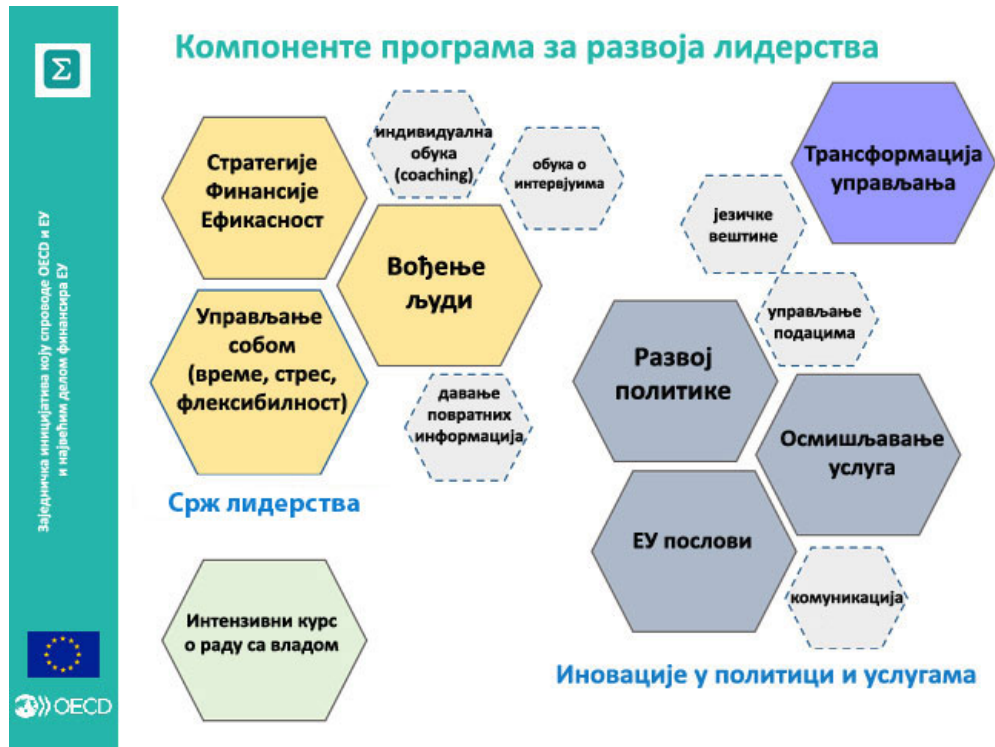 Компоненте програма за развоја лидерства
Σ
Заједничка иницијатива коју спроводе OECD и ЕУ
и највећим делом финансира ЕУ
OECD
Стратегије
Финансије
Ефикасност
индивидуална
обука
(coaching)
обука о
интервјуима
Вођење
људи
Управљање
собом
(време, стрес,
флексибилност)
давање
повратних
информација
Срж лидерства
Интензивни курс
о раду са владом
Трансформација
управљања
језичке
вештине
управљање
подацима
Развој
политике
Осмишљавање
услуга
ЕУ послови
комуникација
Иновације у политици и услугама